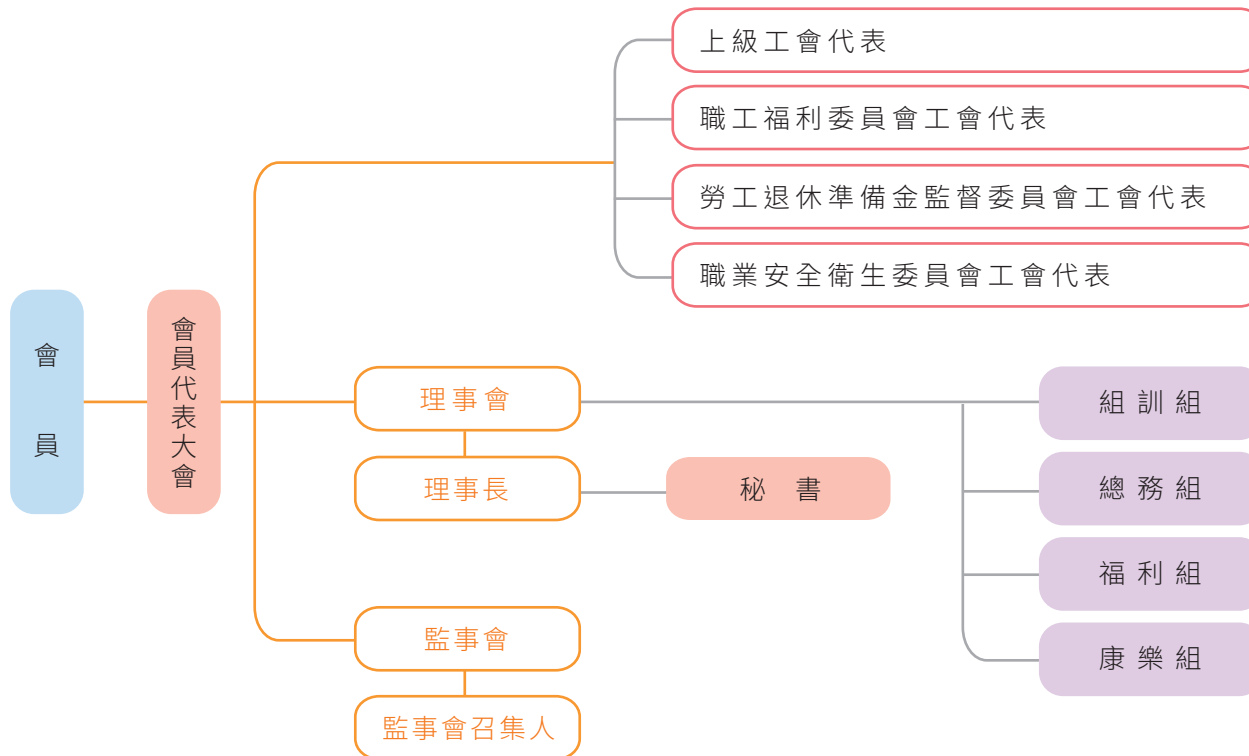 上級工會代表
職工福利委員會工會代表
勞工退休準備金監督委員會工會代表
職業安全衛生委員會工會代表
會員
會員代表大會
理事會
組訓組
理事長
秘書
總務組
福利組
監事會
康樂組
監事會召集人